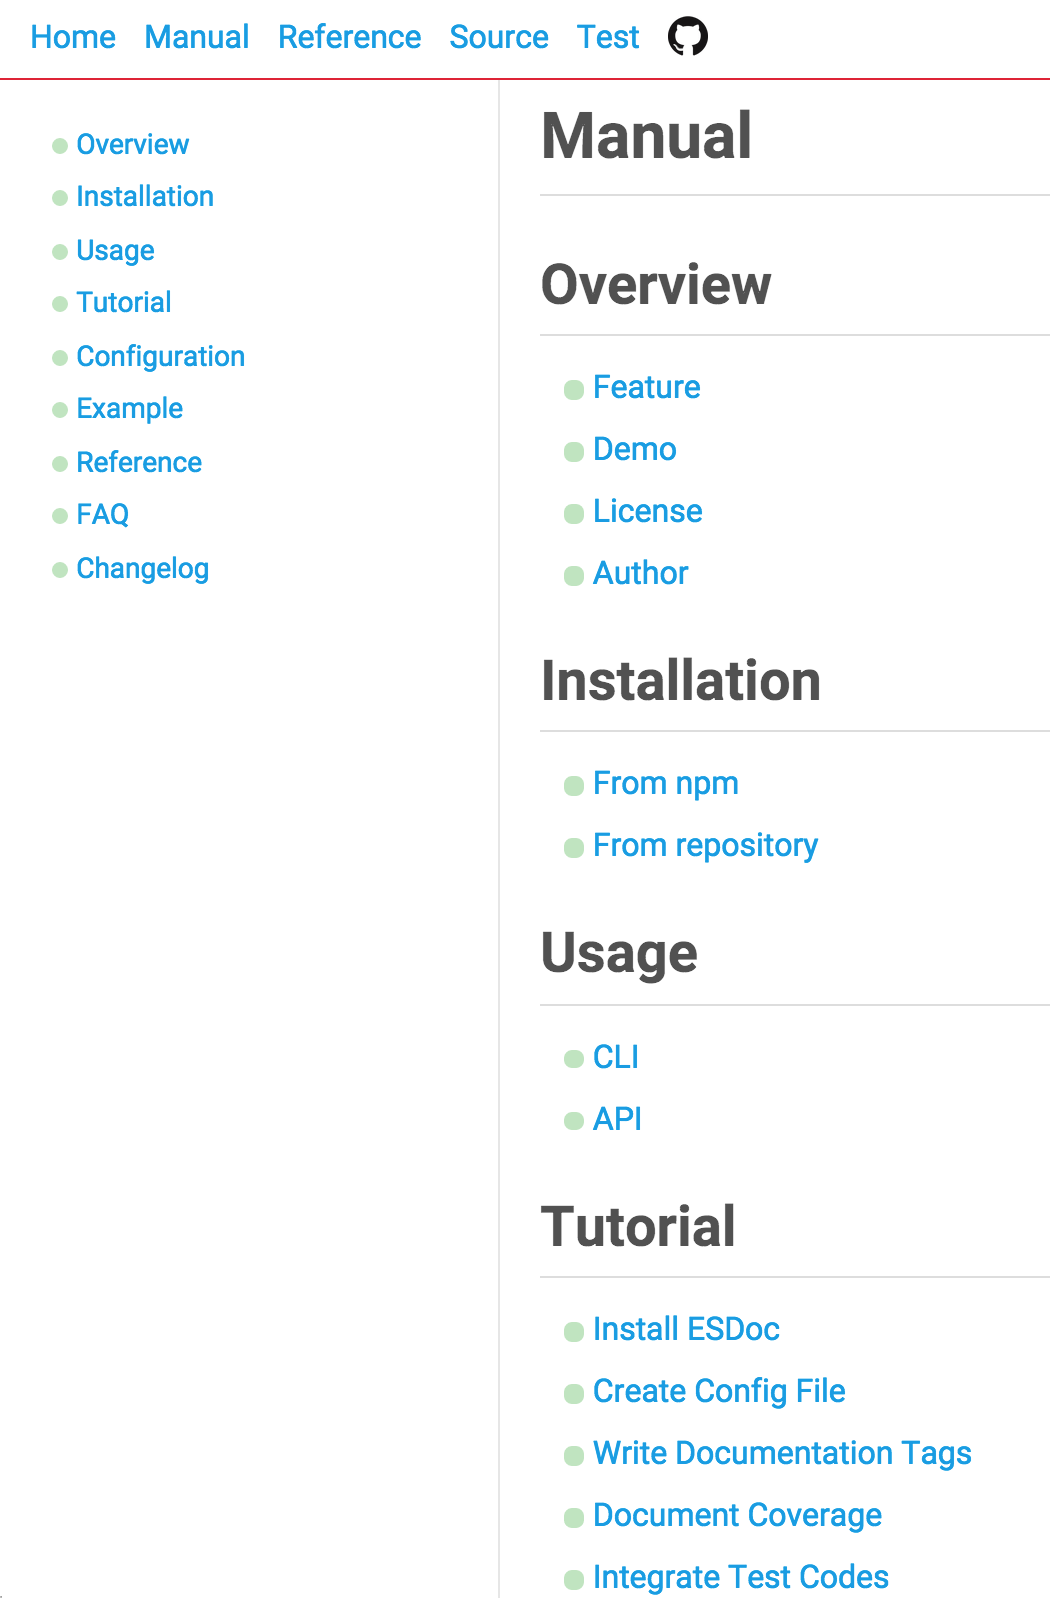 Home Manual Reference Source Test
Overview
Installation
Usage
Tutorial
Configuration
Example
Reference
FAQ
Changelog
Manual
Overview
Feature
Demo
License
Author
Installation
From npm
From repository
Usage
CLI
API
Tutorial
Install ESDoc
Create Config File
Write Documentation Tags
Document Coverage
Integrate Test Codes